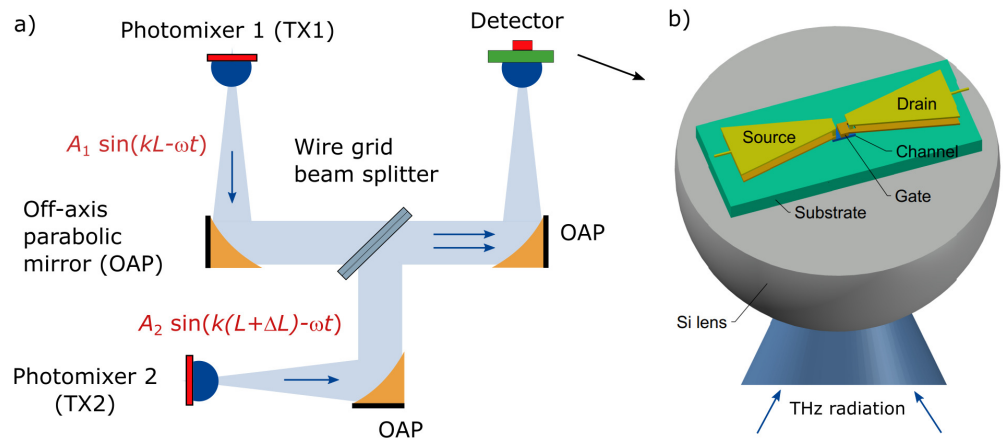 a)
Photomixer 1 (TX1)
Detector
A1 sin(kL-ωt)
Wire grid
beam splitter
Off-axis
parabolic
mirror (OAP)
OAP
A2 sin(k(L+ΔL)-ωt)
Photomixer 2
(TX2)
OAP
b)
Drain
Source
Channel
Gate
Substrate
Si lens
THz radiation